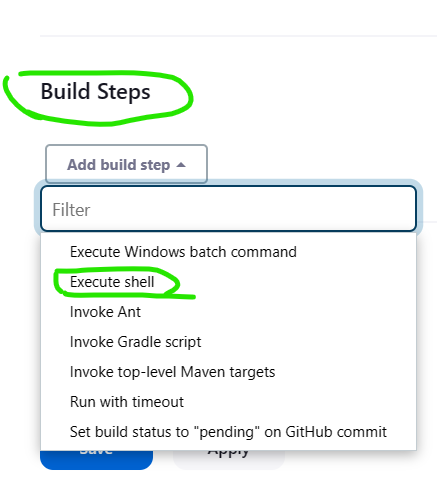 Build Steps
Add build step
Filter
Execute Windows batch command
Execute shell
Invoke Ant
Invoke Gradle script
Invoke top-level Maven targets
Run with timeout
Set build status to "pending" on GitHub commit
Save Apply